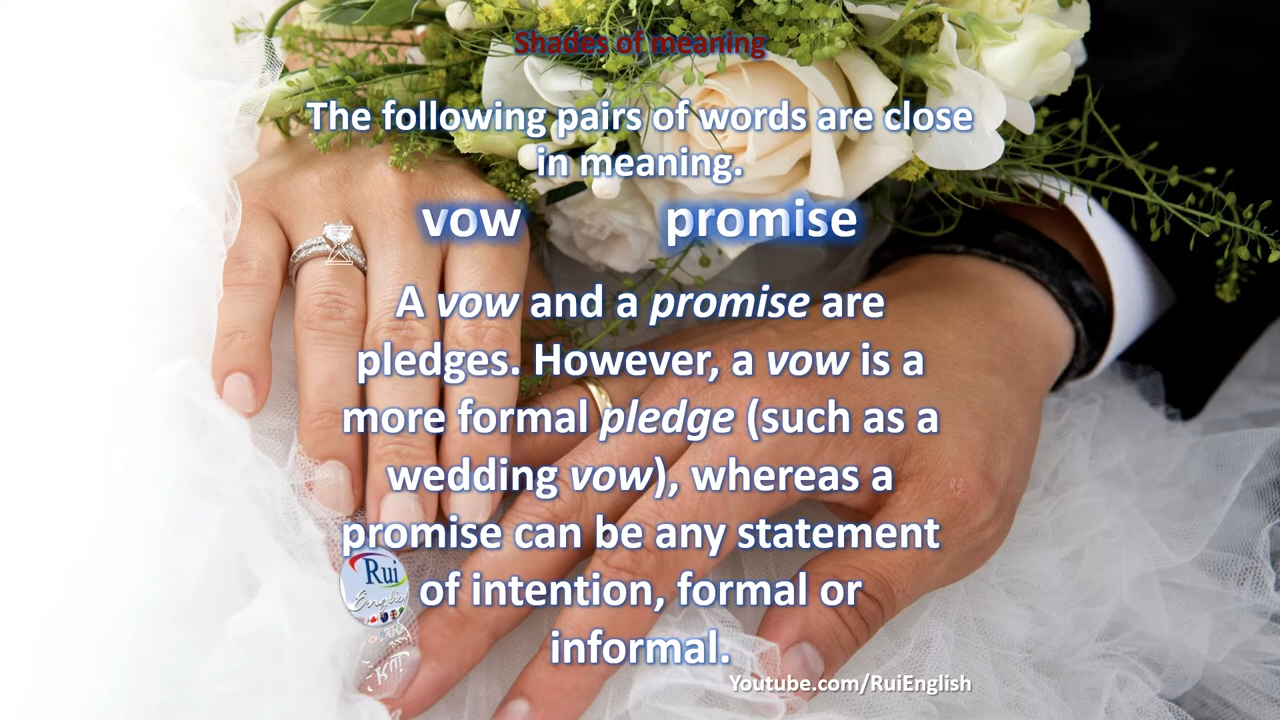 Shades of meaning
The following pairs of words are close
in meaning.
vow promise
A vow and a promise are
pledges. However, a vow is a
more formal pledge (such as a
wedding vow), whereas a
promise can be any statement
of intention, formal or
informal.
Rui
English
Youtube.com/RuiEnglish